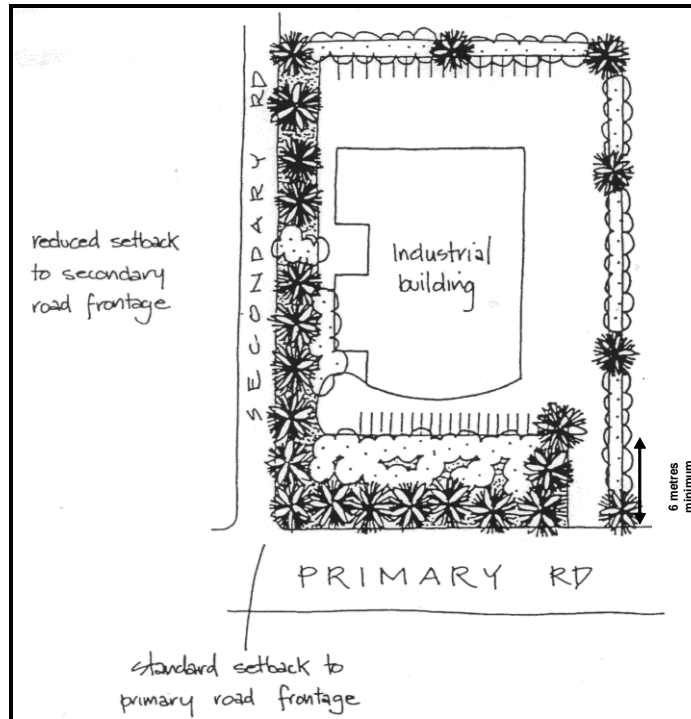 SECONDARY RD
reduced setback
to secondary
road frontage
Industrial
building
6 metres
minimum
PRIMARY RD
standard setback to
primary road frontage